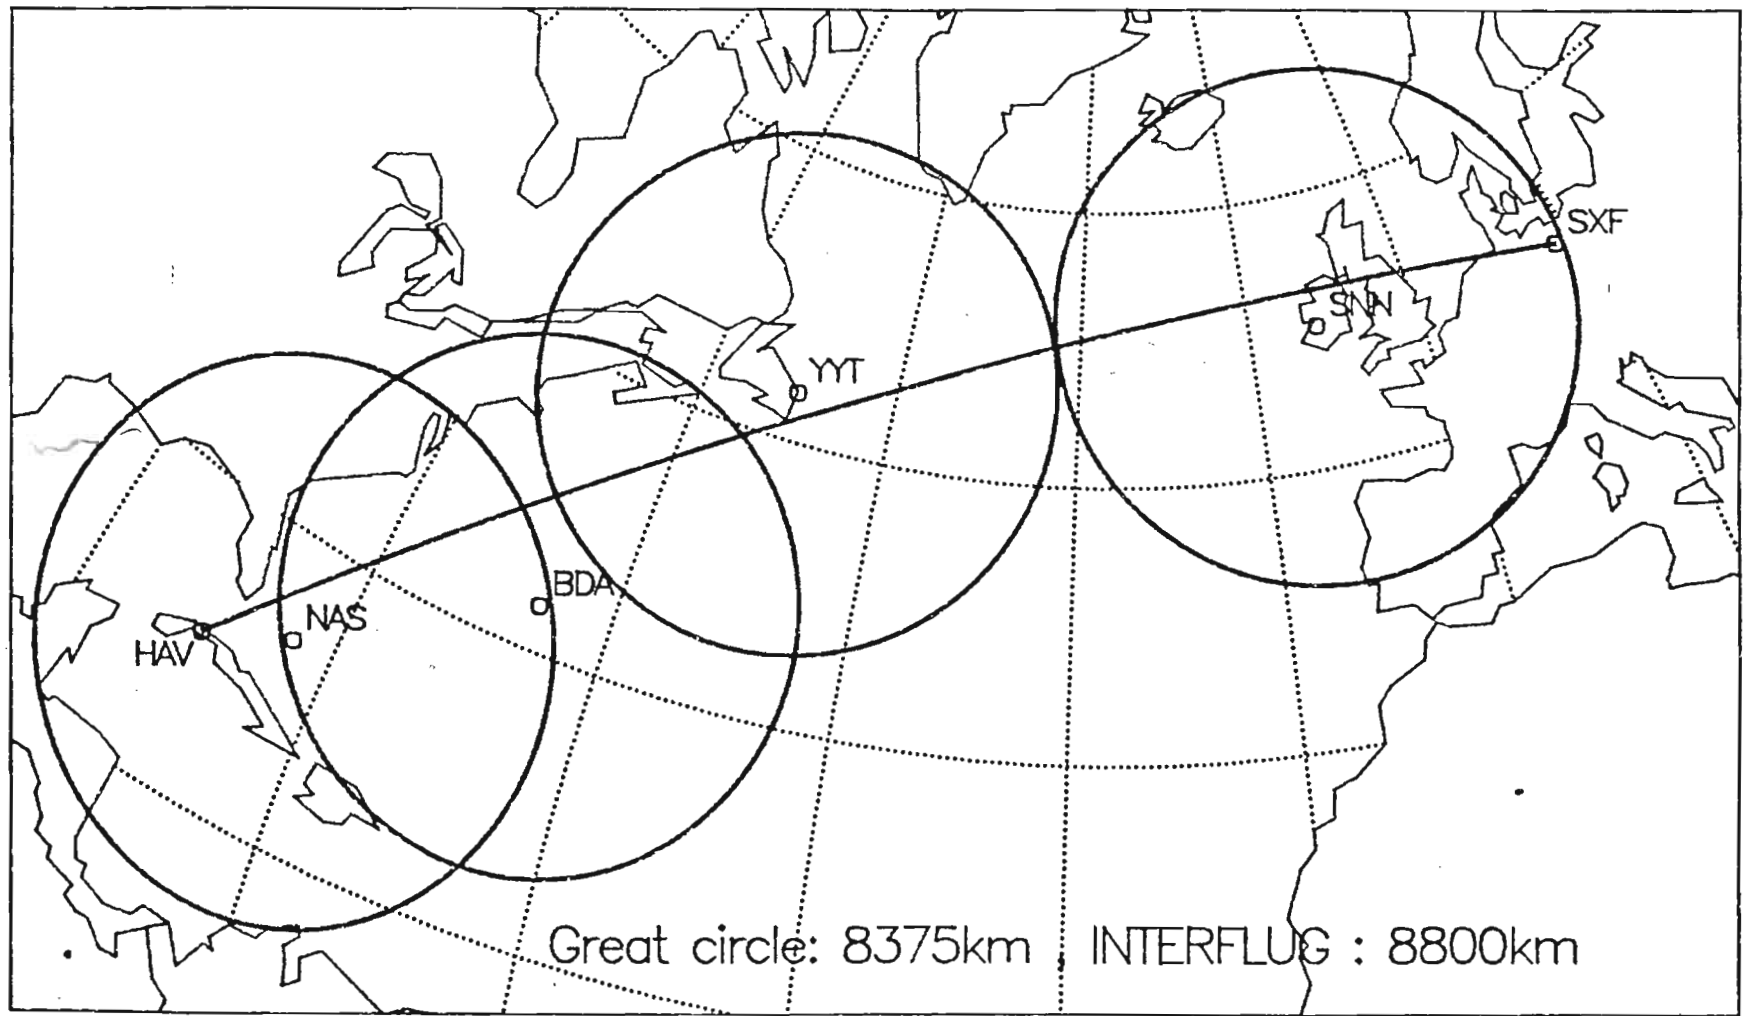 SXF
SNN
YYT
BDA
NAS
HAV
Great circle: 8375km INTERFLUG : 8800km